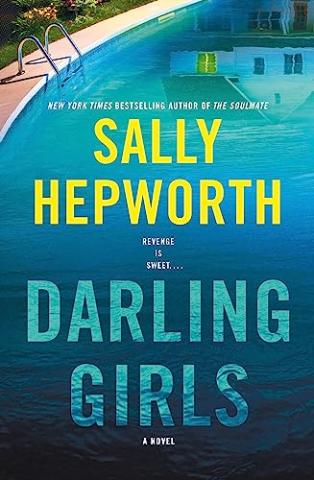 NEW YORK TIMES BESTSELLING AUTHOR OF THE SOULMATE
SALLY
HEPWORTH
REVENGE
IS
SWEET....
DARLING
GIRLS
A NOVEL